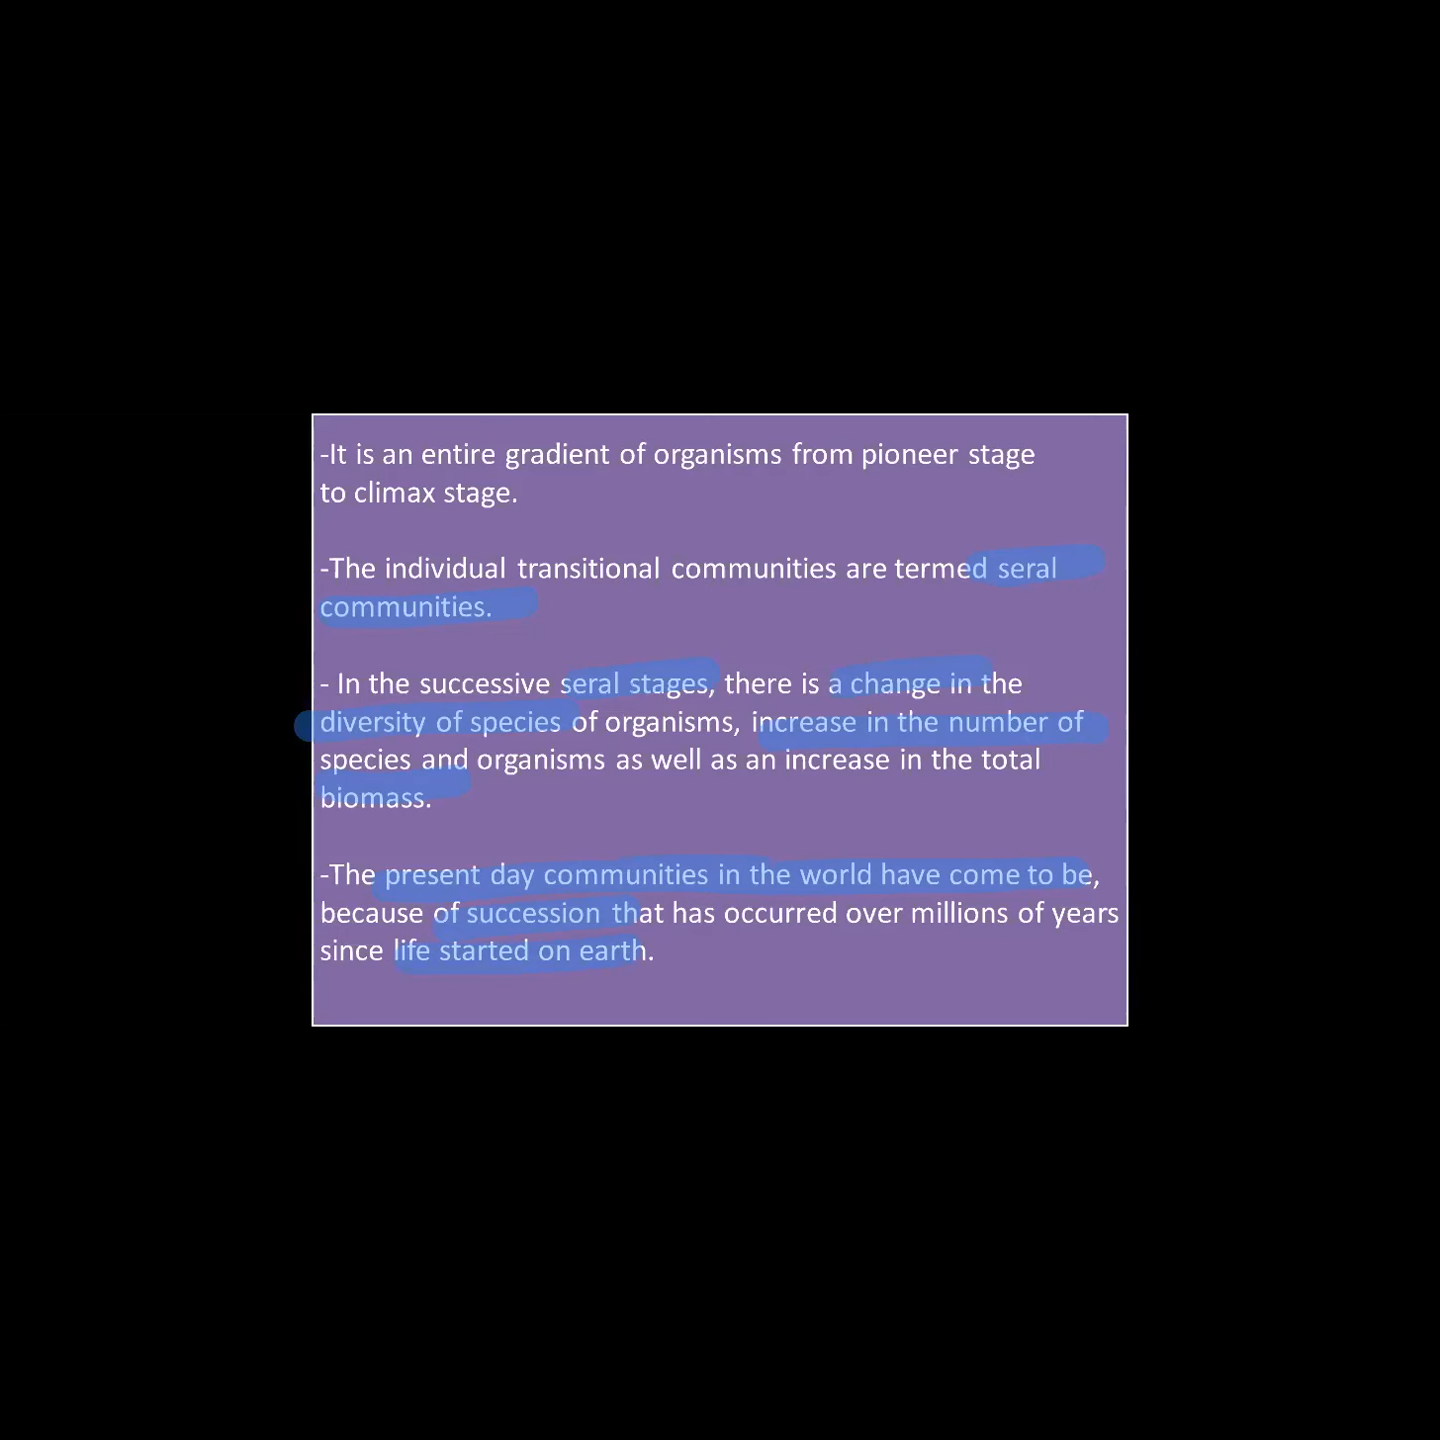 -It is an entire gradient of organisms from pioneer stage
to climax stage.
-The individual transitional communities are termed seral
communities.
- In the successive seral stages, there is a change in the
diversity of species of organisms, increase in the number of
species and organisms as well as an increase in the total
biomass.
-The present day communities in the world have come to be,
because of succession that has occurred over millions of years
since life started on earth.